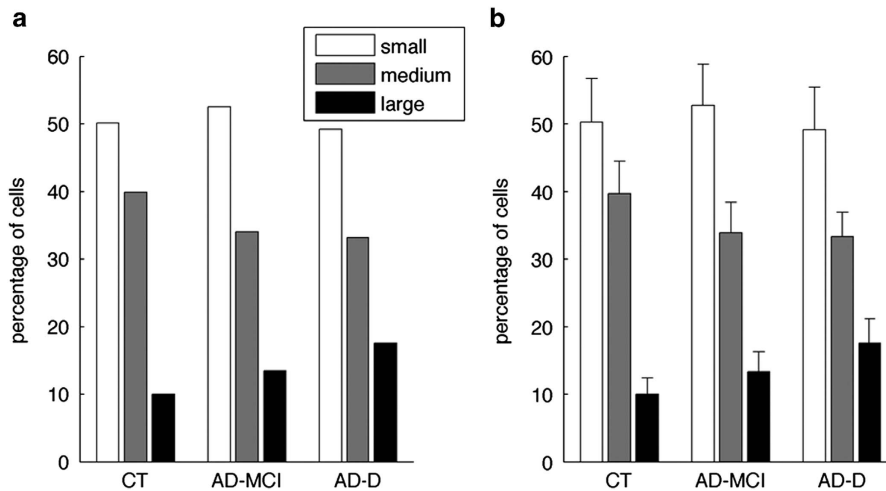 a
percentage of cells
60
50
40
30
20
10
0
CT AD-MCI AD-D
small
medium
large
b
percentage of cells
60
50
40
30
20
10
0
CT AD-MCI AD-D